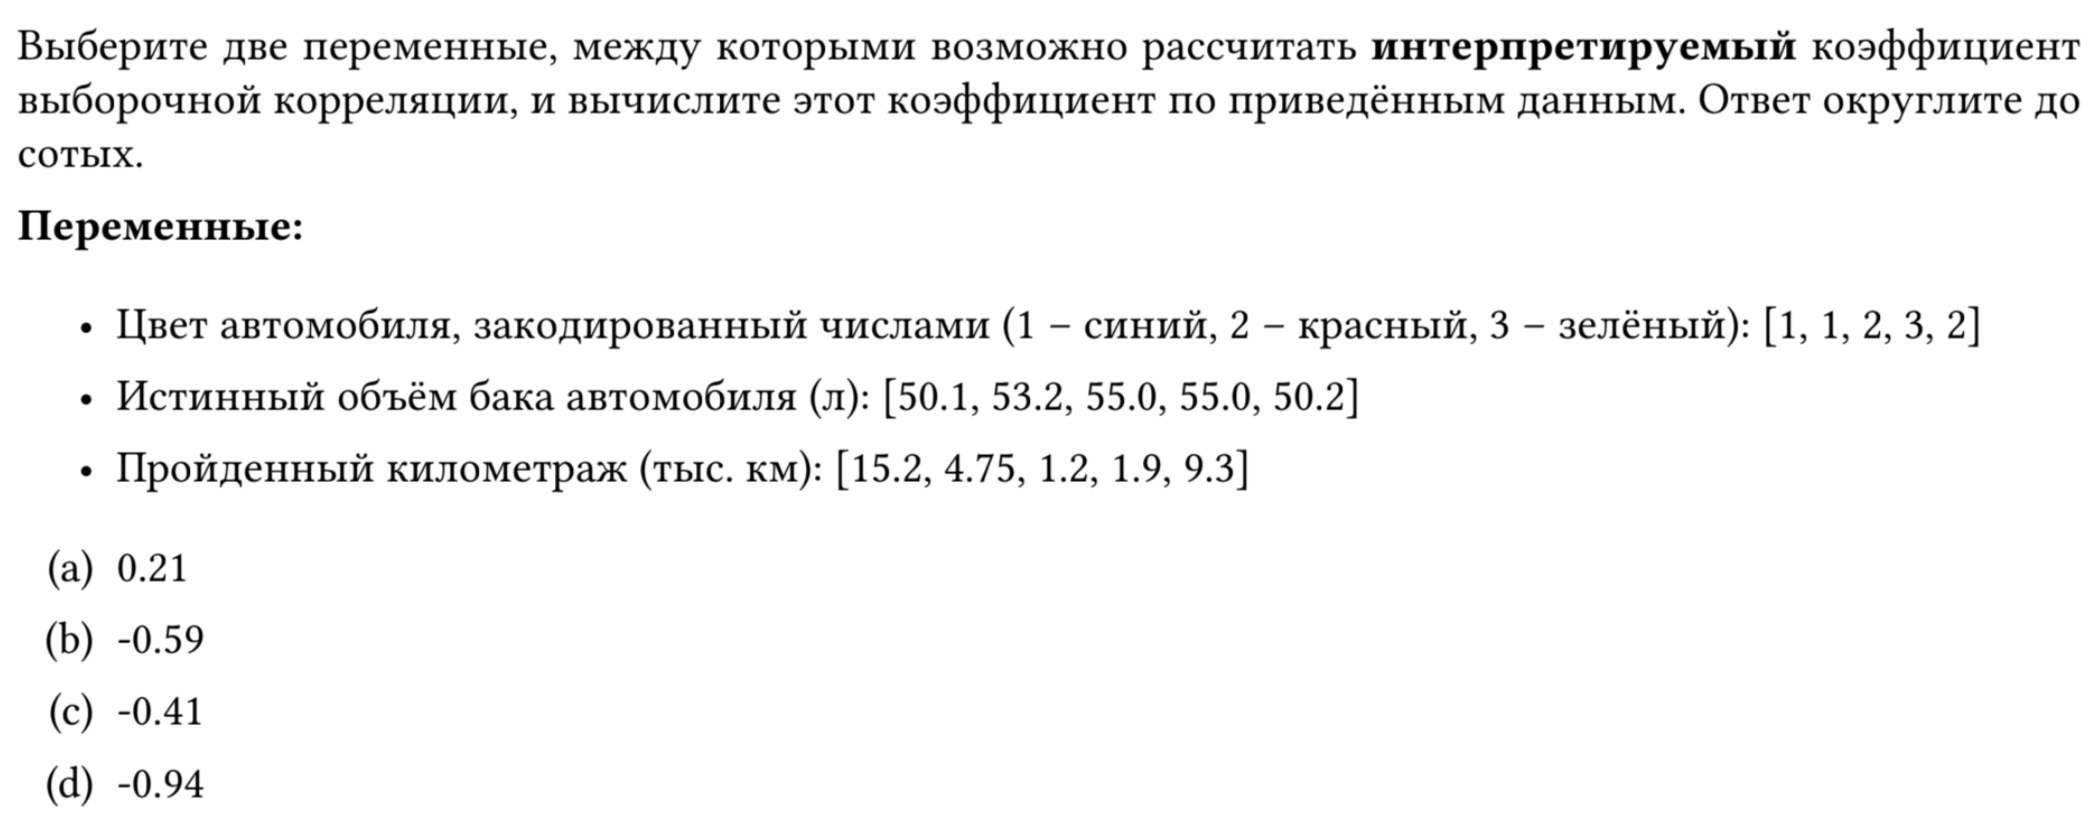 Выберите две переменные, между которыми возможно рассчитать интерпретируемый коэффициент
выборочной корреляции, и вычислите этот коэффициент по приведённым данным. Ответ округлите до
сотых.
Переменные:
• Цвет автомобиля, закодированный числами (1 – синий, 2 – красный, 3 – зелёный): [1, 1, 2, 3, 2]
• Истинный объём бака автомобиля (л): [50.1, 53.2, 55.0, 55.0, 50.2]
• Пройденный километраж (тыс. км): [15.2, 4.75, 1.2, 1.9, 9.3]
(a) 0.21
(b) -0.59
(c) -0.41
(d) -0.94